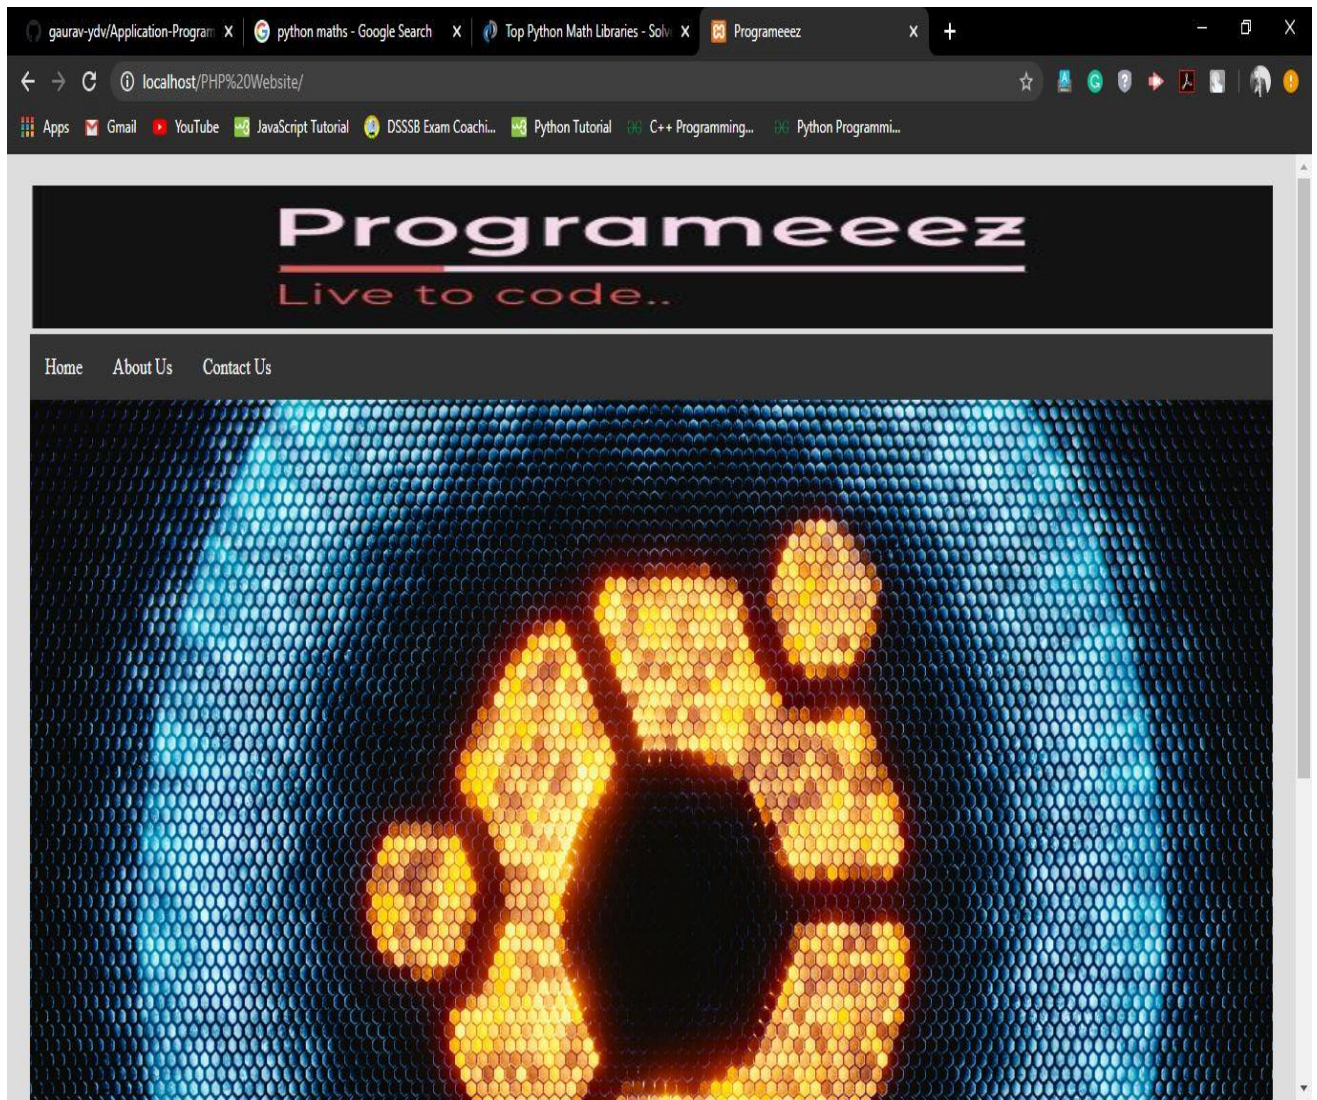 gaurav-ydv/Application-Program
python maths - Google Search
Top Python Math Libraries - Solv
Programeeez
localhost/PHP%20Website/
Apps
Gmail
YouTube
JavaScript Tutorial
DSSSB Exam Coachi...
Python Tutorial
C++ Programming...
Python Programmi...
Programeeez
Live to code..
Home
About Us
Contact Us